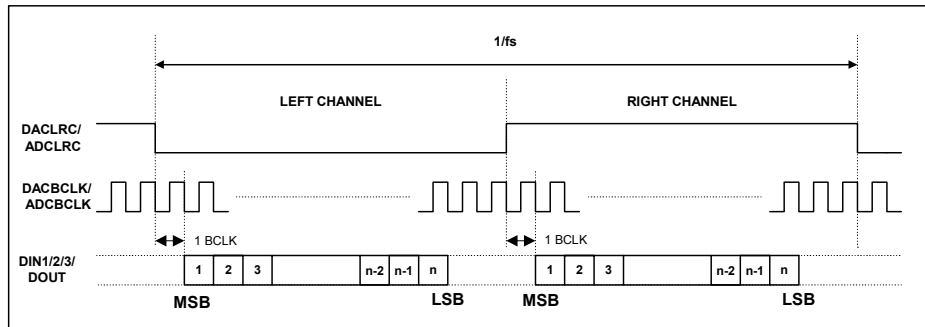 1/fs
LEFT CHANNEL
RIGHT CHANNEL
DACLRC/
ADCLRC
DACBCLK/
ADCBCLK
1 BCLK
1 BCLK
DIN1/2/3/
DOUT
1 2 3 n-2 n-1 n
1 2 3 n-2 n-1 n
MSB
LSB
MSB
LSB